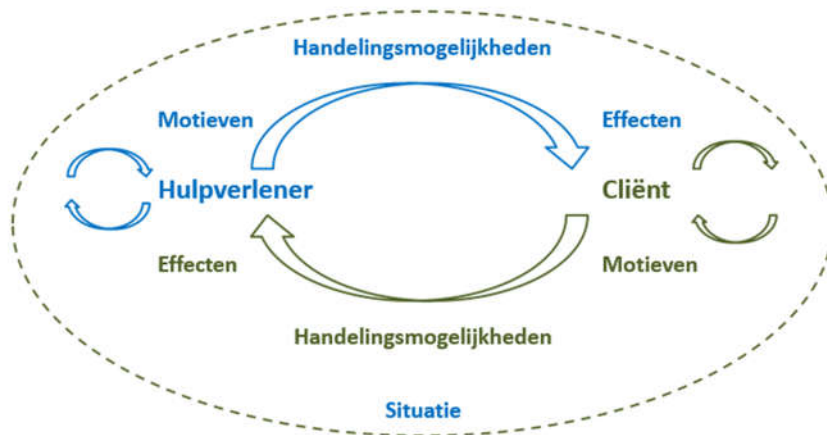 Handelingsmogelijkheden
Motieven
Effecten
Hulpverlener
Cliënt
Effecten
Motieven
Handelingsmogelijkheden
Situatie